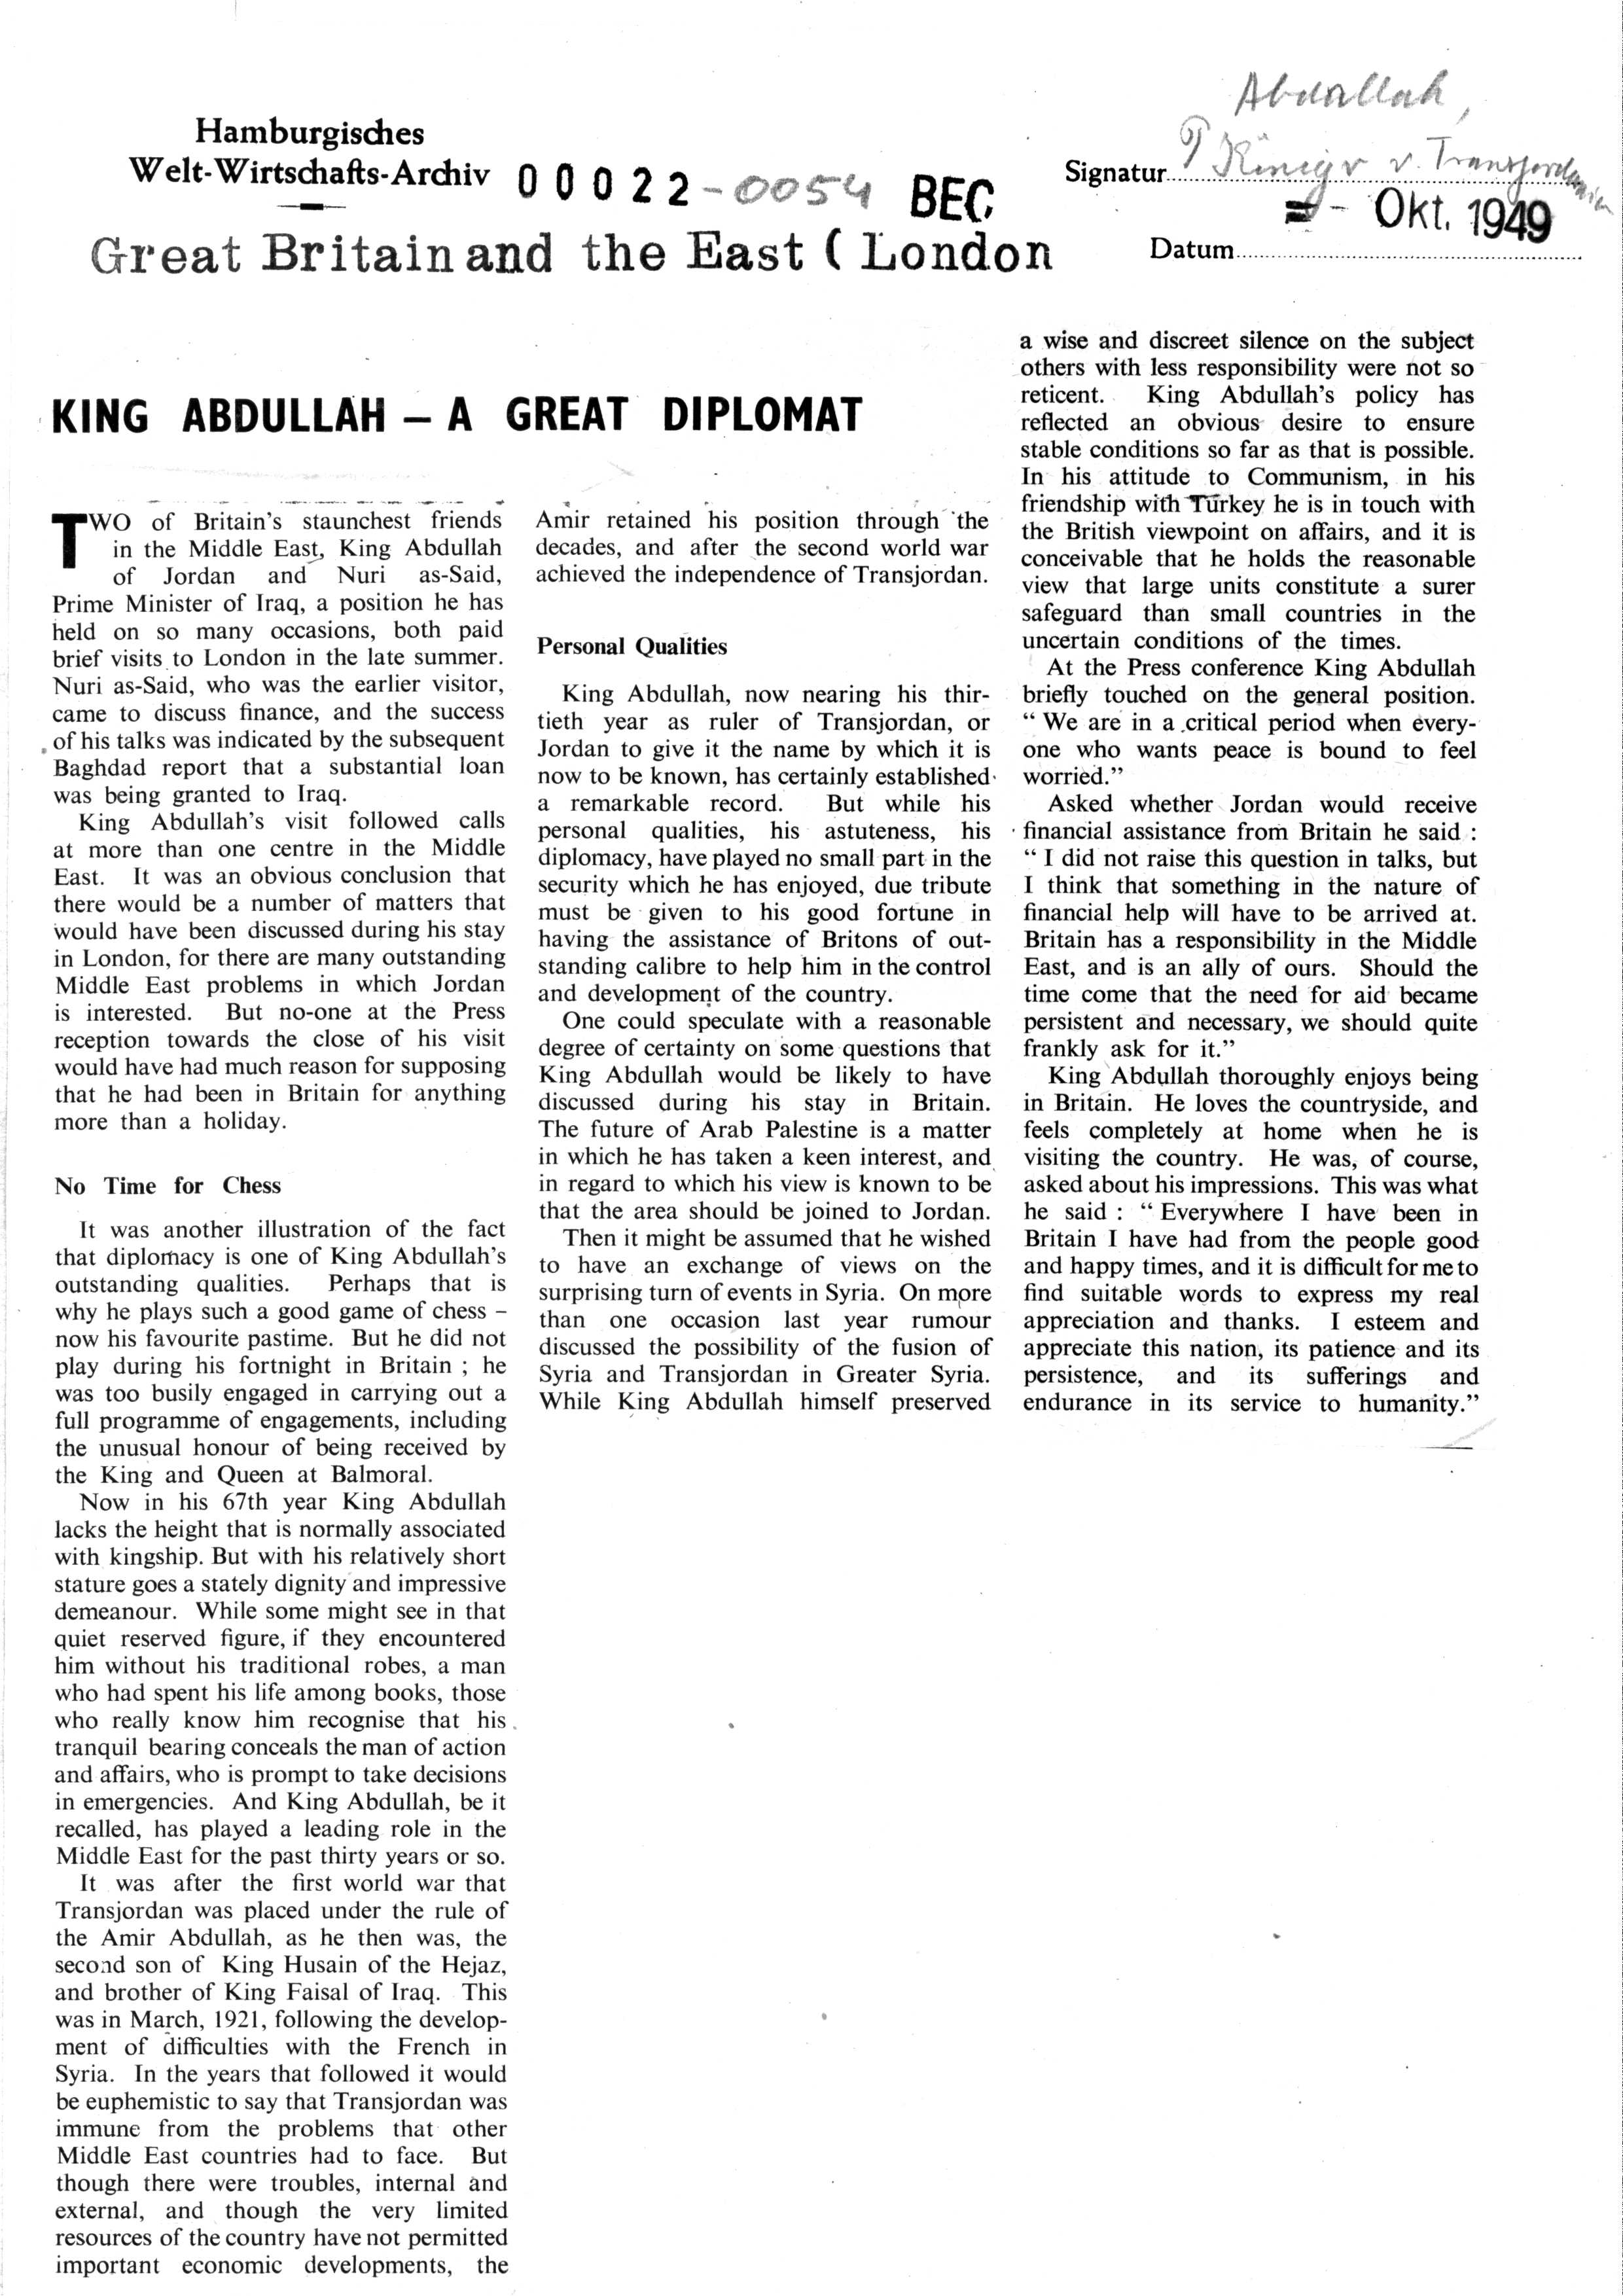 Hamburgisches
Welt-Wirtschafts-Archiv
00022-0054 BEC
Great Britain and the East (London
Abdallah,
Signatur
König v. Transjordanien
Okt. 1949
Datum
KING ABDULLAH – A GREAT DIPLOMAT
TWO of Britain's staunchest friends
in the Middle East, King Abdullah
of Jordan and Nuri as-Said,
Prime Minister of Iraq, a position he has
held on so many occasions, both paid
brief visits to London in the late summer.
Nuri as-Said, who was the earlier visitor,
came to discuss finance, and the success
of his talks was indicated by the subsequent
Baghdad report that a substantial loan
was being granted to Iraq.
King Abdullah's visit followed calls
at more than one centre in the Middle
East. It was an obvious conclusion that
there would be a number of matters that
would have been discussed during his stay
in London, for there are many outstanding
Middle East problems in which Jordan
is interested. But no-one at the Press
reception towards the close of his visit
would have had much reason for supposing
that he had been in Britain for anything
more than a holiday.
No Time for Chess
It was another illustration of the fact
that diplomacy is one of King Abdullah's
outstanding qualities. Perhaps that is
why he plays such a good game of chess –
now his favourite pastime. But he did not
play during his fortnight in Britain ; he
was too busily engaged in carrying out a
full programme of engagements, including
the unusual honour of being received by
the King and Queen at Balmoral.
Now in his 67th year King Abdullah
lacks the height that is normally associated
with kingship. But with his relatively short
stature goes a stately dignity and impressive
demeanour. While some might see in that
quiet reserved figure, if they encountered
him without his traditional robes, a man
who had spent his life among books, those
who really know him recognise that his
tranquil bearing conceals the man of action
and affairs, who is prompt to take decisions
in emergencies. And King Abdullah, be it
recalled, has played a leading role in the
Middle East for the past thirty years or so.
It was after the first world war that
Transjordan was placed under the rule of
the Amir Abdullah, as he then was, the
second son of King Husain of the Hejaz,
and brother of King Faisal of Iraq. This
was in March, 1921, following the develop-
ment of difficulties with the French in
Syria. In the years that followed it would
be euphemistic to say that Transjordan was
immune from the problems that other
Middle East countries had to face. But
though there were troubles, internal and
external, and though the very limited
resources of the country have not permitted
important economic developments, the
Amir retained his position through the
decades, and after the second world war
achieved the independence of Transjordan.
Personal Qualities
King Abdullah, now nearing his thir-
tieth year as ruler of Transjordan, or
Jordan to give it the name by which it is
now to be known, has certainly established
a remarkable record. But while his
personal qualities, his astuteness, his
diplomacy, have played no small part in the
security which he has enjoyed, due tribute
must be given to his good fortune in
having the assistance of Britons of out-
standing calibre to help him in the control
and development of the country.
One could speculate with a reasonable
degree of certainty on some questions that
King Abdullah would be likely to have
discussed during his stay in Britain.
The future of Arab Palestine is a matter
in which he has taken a keen interest, and
in regard to which his view is known to be
that the area should be joined to Jordan.
Then it might be assumed that he wished
to have an exchange of views on the
surprising turn of events in Syria. On more
than one occasion last year rumour
discussed the possibility of the fusion of
Syria and Transjordan in Greater Syria.
While King Abdullah himself preserved
a wise and discreet silence on the subject
others with less responsibility were not so
reticent. King Abdullah's policy has
reflected an obvious desire to ensure
stable conditions so far as that is possible.
In his attitude to Communism, in his
friendship with Turkey he is in touch with
the British viewpoint on affairs, and it is
conceivable that he holds the reasonable
view that large units constitute a surer
safeguard than small countries in the
uncertain conditions of the times.
At the Press conference King Abdullah
briefly touched on the general position.
“ We are in a critical period when every-
one who wants peace is bound to feel
worried.”
Asked whether Jordan would receive
financial assistance from Britain he said :
“ I did not raise this question in talks, but
I think that something in the nature of
financial help will have to be arrived at.
Britain has a responsibility in the Middle
East, and is an ally of ours. Should the
time come that the need for aid became
persistent and necessary, we should quite
frankly ask for it.”
King Abdullah thoroughly enjoys being
in Britain. He loves the countryside, and
feels completely at home when he is
visiting the country. He was, of course,
asked about his impressions. This was what
he said : “ Everywhere I have been in
Britain I have had from the people good
and happy times, and it is difficult for me to
find suitable words to express my real
appreciation and thanks. I esteem and
appreciate this nation, its patience and its
persistence, and its sufferings and
endurance in its service to humanity.”